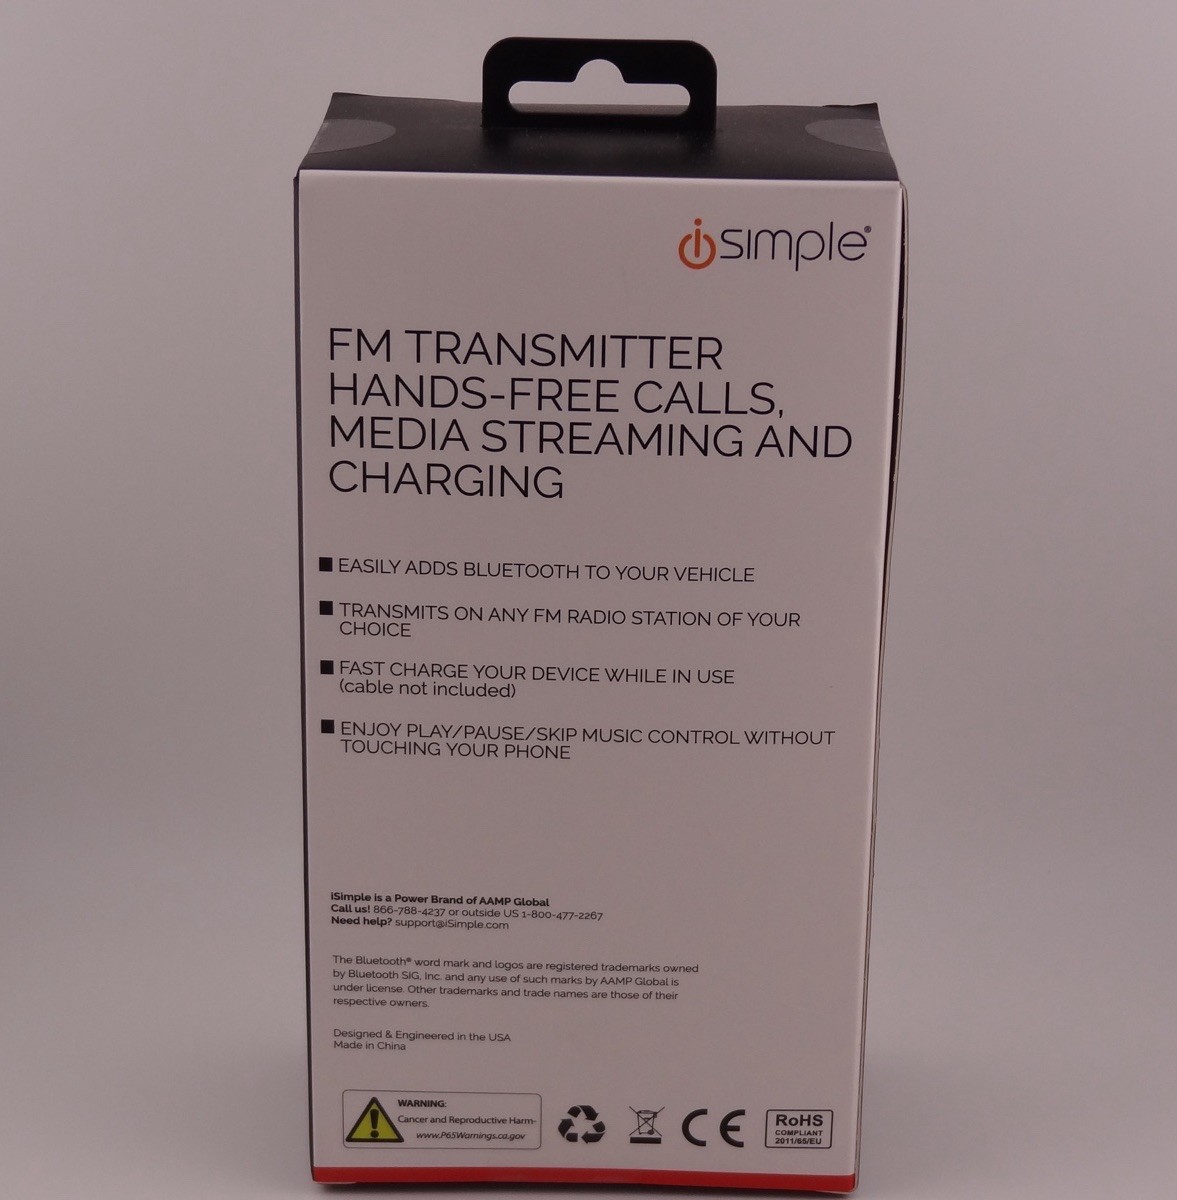 isimple®
FM TRANSMITTER
HANDS-FREE CALLS,
MEDIA STREAMING AND
CHARGING
EASILY ADDS BLUETOOTH TO YOUR VEHICLE
TRANSMITS ON ANY FM RADIO STATION OF YOUR
CHOICE
FAST CHARGE YOUR DEVICE WHILE IN USE
(cable not included)
ENJOY PLAY/PAUSE/SKIP MUSIC CONTROL WITHOUT
TOUCHING YOUR PHONE
iSimple is a Power Brand of AAMP Global
Call us! 866-788-4237 or outside US 1-800-477-2267
Need help? support@iSimple.com
The Bluetooth® word mark and logos are registered trademarks owned
by Bluetooth SIG, Inc. and any use of such marks by AAMP Global is
under license. Other trademarks and trade names are those of their
respective owners.
Designed & Engineered in the USA
Made in China
WARNING:
Cancer and Reproductive Harm-
www.P65Warnings.ca.gov
CE
RoHS
COMPLIANT
2011/65/EU